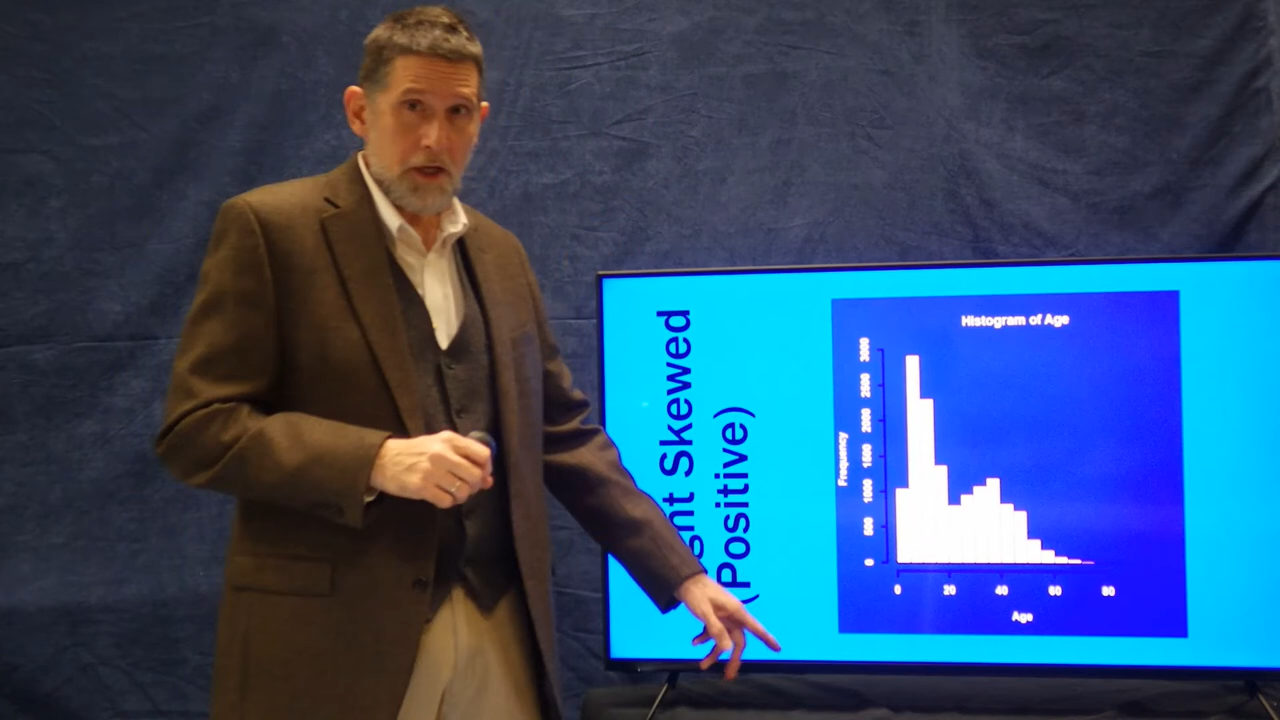 ght Skewed
(Positive)
Histogram of Age
Frequency
0 500 1000 1500 2000 2500 3000
0 20 40 60 80
Age